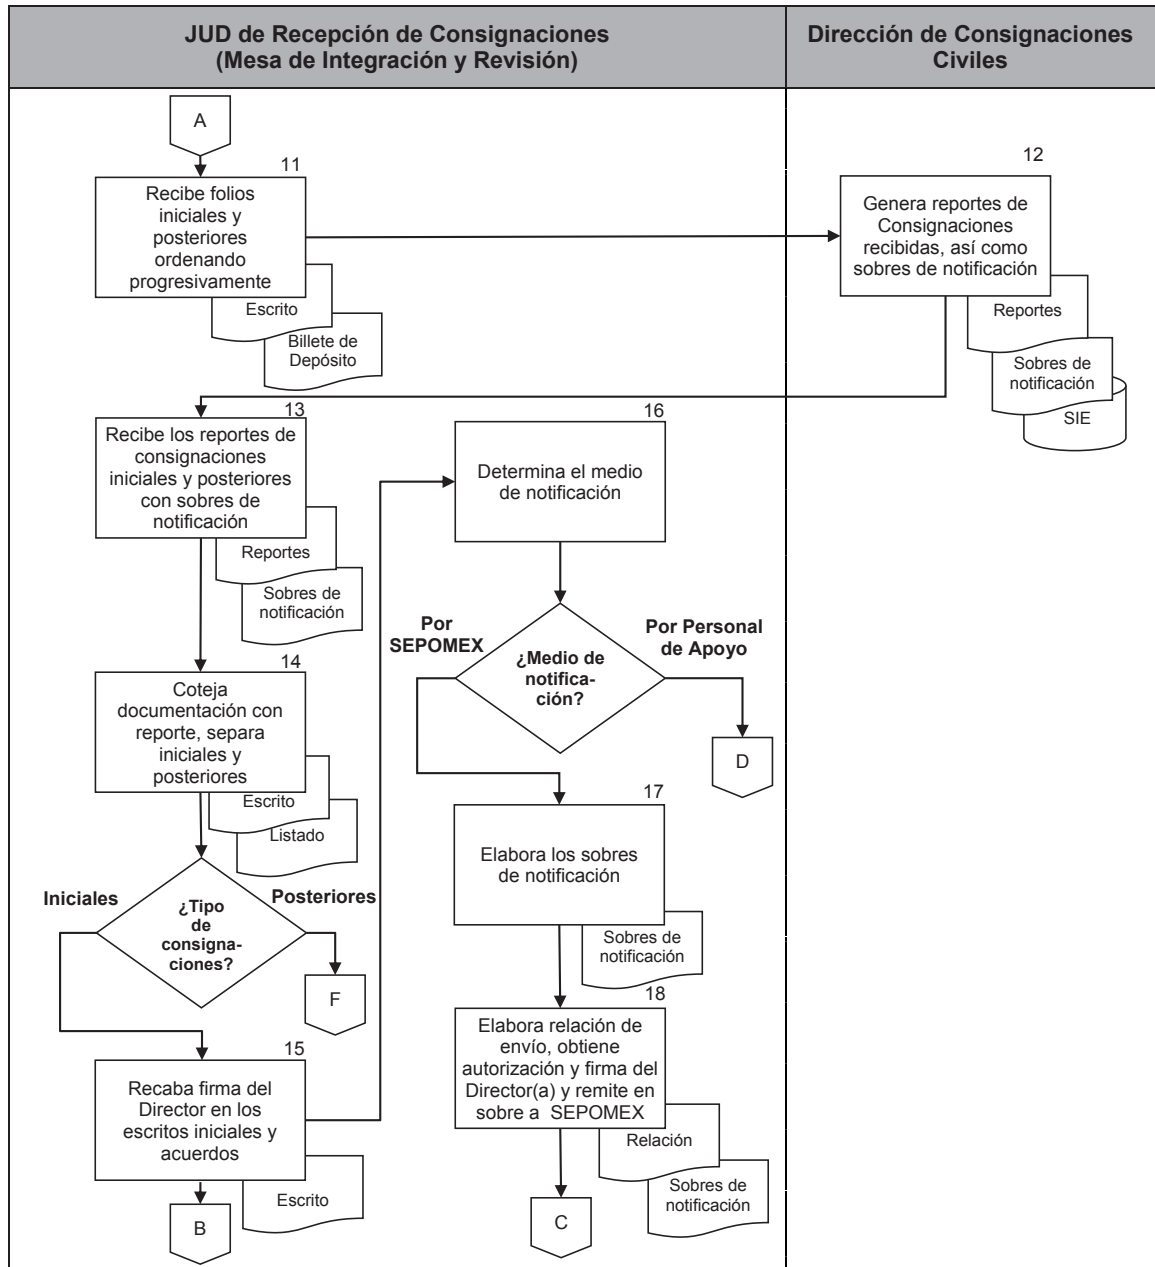 JUD de Recepción de Consignaciones
(Mesa de Integración y Revisión)
Dirección de Consignaciones
Civiles
A
11
Recibe folios
iniciales y
posteriores
ordenando
progresivamente
Escrito
Billete de
Depósito
12
Genera reportes de
Consignaciones
recibidas, así como
sobres de notificación
Reportes
Sobres de
notificación
SIE
13
Recibe los reportes de
consignaciones
iniciales y posteriores
con sobres de
notificación
Reportes
Sobres de
notificación
14
Coteja
documentación con
reporte, separa
iniciales y
posteriores
Escrito
Listado
Iniciales
Posteriores
¿Tipo
de
consigna-
ciones?
F
15
Recaba firma del
Director en los
escritos iniciales y
acuerdos
Escrito
B
16
Determina el medio
de notificación
Por
SEPOMEX
Por Personal
de Apoyo
¿Medio de
notifica-
ción?
D
17
Elabora los sobres
de notificación
Sobres de
notificación
18
Elabora relación de
envío, obtiene
autorización y firma del
Director(a) y remite en
sobre a SEPOMEX
Relación
Sobres de
notificación
C